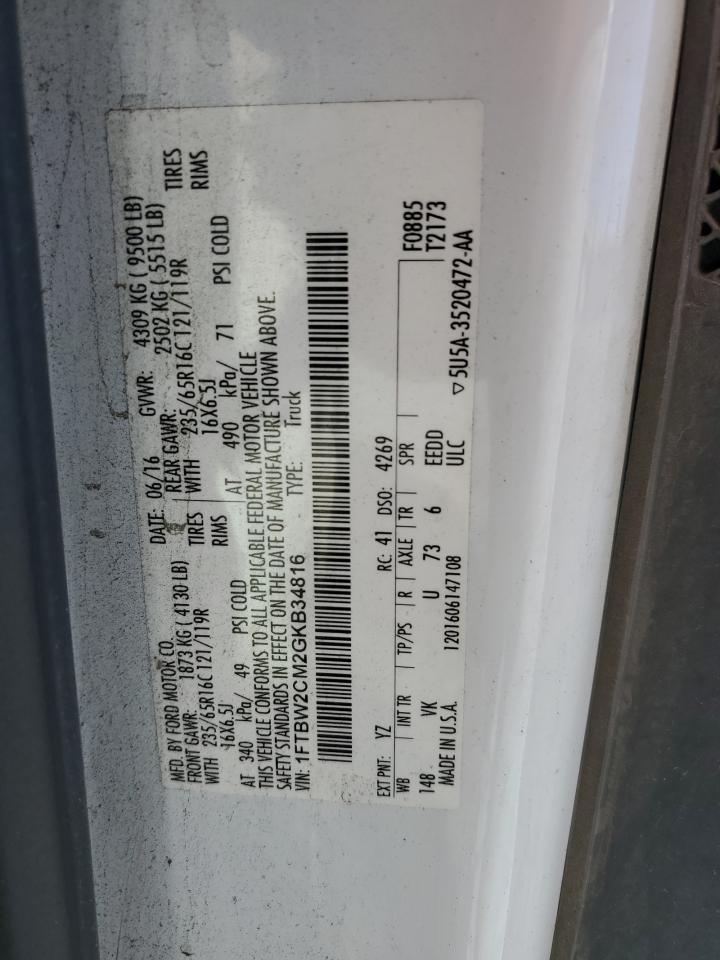 MFD. BY FORD MOTOR CO.
DATE: 06/16 GVWR: 4309 KG ( 9500 LB)
FRONT GAWR: 1873 KG ( 4130 LB)
REAR GAWR: 2502 KG ( 5515 LB)
WITH 235/65R16C 121/119R TIRES
WITH 235/65R16C 121/119R TIRES
16X6.5J RIMS
16X6.5J RIMS
AT 340 kPa/ 49 PSI COLD
AT 490 kPa/ 71 PSI COLD
THIS VEHICLE CONFORMS TO ALL APPLICABLE FEDERAL MOTOR VEHICLE
SAFETY STANDARDS IN EFFECT ON THE DATE OF MANUFACTURE SHOWN ABOVE.
VIN: 1FTBW2CM2GKB34816 TYPE: Truck
EXT PNT: YZ RC: 41 DSO: 4269
WB INT TR TP/PS R AXLE TR SPR F0885
148 VK U 73 6 EEDD T2173
MADE IN U.S.A. 1201606147108 ULC
▽ 5U5A-3520472-AA